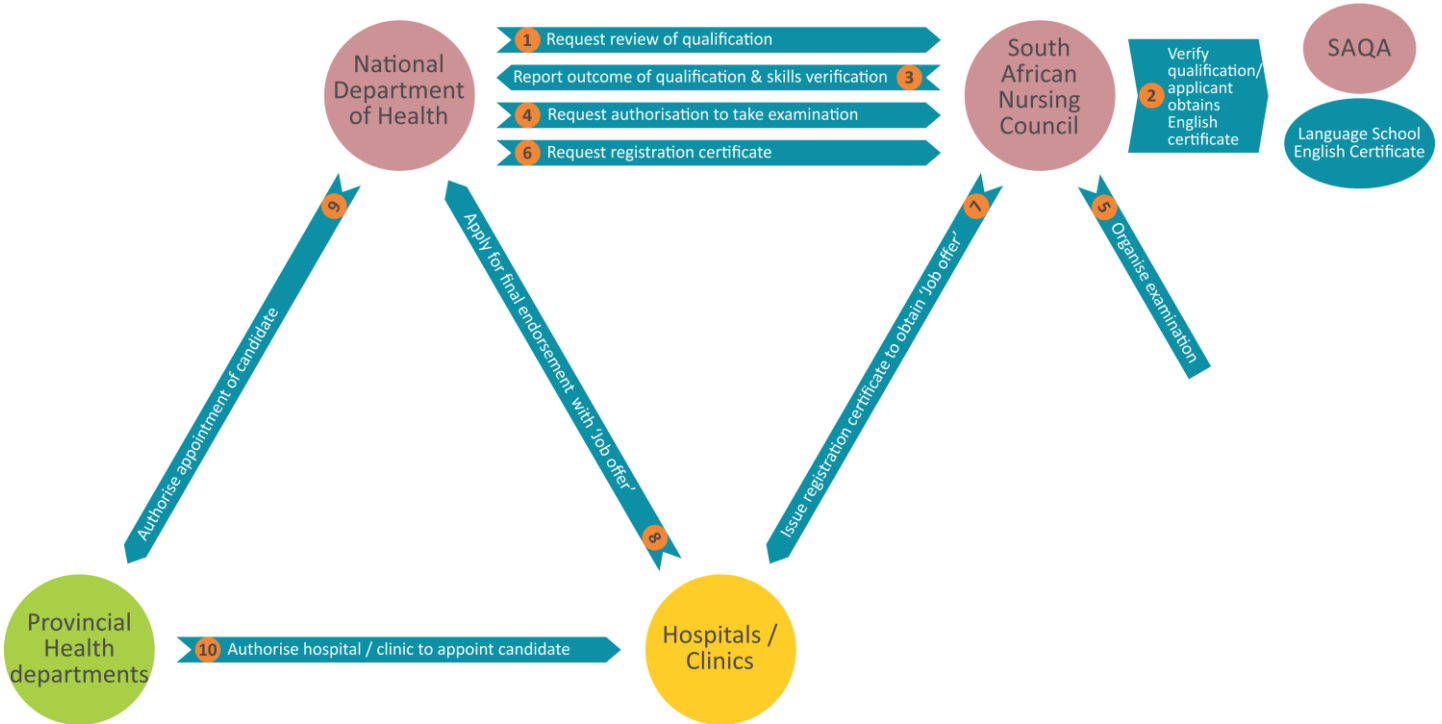 National
Department
of Health
1 Request review of qualification
Report outcome of qualification & skills verification 3
4 Request authorisation to take examination
6 Request registration certificate
South
African
Nursing
Council
Verify
qualification/
applicant
2 obtains
English
certificate
SAQA
Language School
English Certificate
9
Authorise appointment of candidate
Apply for final endorsement with ‘Job offer’
8
7
Issue registration certificate to obtain ‘Job offer’
5
Organise examination
Provincial
Health
departments
10 Authorise hospital / clinic to appoint candidate
Hospitals /
Clinics